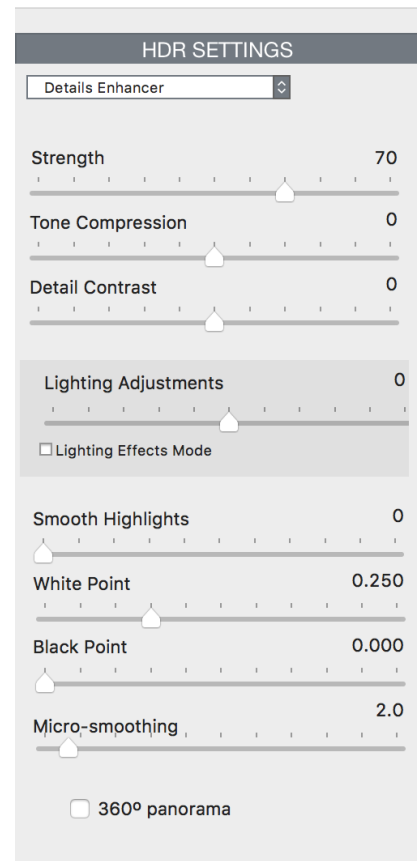 HDR SETTINGS
Details Enhancer
Strength 70
Tone Compression 0
Detail Contrast 0
Lighting Adjustments 0
Lighting Effects Mode
Smooth Highlights 0
White Point 0.250
Black Point 0.000
Micro-smoothing 2.0
360º panorama